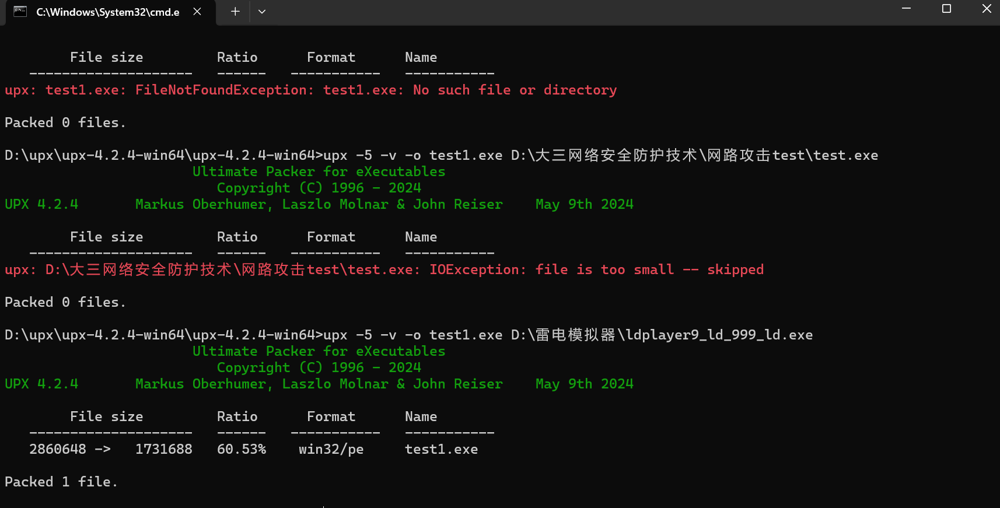 C:\Windows\System32\cmd.e
File size Ratio Format Name
-------------------- ------ ----------- -----------
upx: test1.exe: FileNotFoundException: test1.exe: No such file or directory
Packed 0 files.
D:\upx\upx-4.2.4-win64\upx-4.2.4-win64>upx -5 -v -o test1.exe D:\大三网络安全防护技术\网路攻击test\test.exe
Ultimate Packer for eXecutables
Copyright (C) 1996 - 2024
UPX 4.2.4 Markus Oberhumer, Laszlo Molnar & John Reiser May 9th 2024
File size Ratio Format Name
-------------------- ------ ----------- -----------
upx: D:\大三网络安全防护技术\网路攻击test\test.exe: IOException: file is too small -- skipped
Packed 0 files.
D:\upx\upx-4.2.4-win64\upx-4.2.4-win64>upx -5 -v -o test1.exe D:\雷电模拟器\ldplayer9_ld_999_ld.exe
Ultimate Packer for eXecutables
Copyright (C) 1996 - 2024
UPX 4.2.4 Markus Oberhumer, Laszlo Molnar & John Reiser May 9th 2024
File size Ratio Format Name
-------------------- ------ ----------- -----------
2860648 -> 1731688 60.53% win32/pe test1.exe
Packed 1 file.